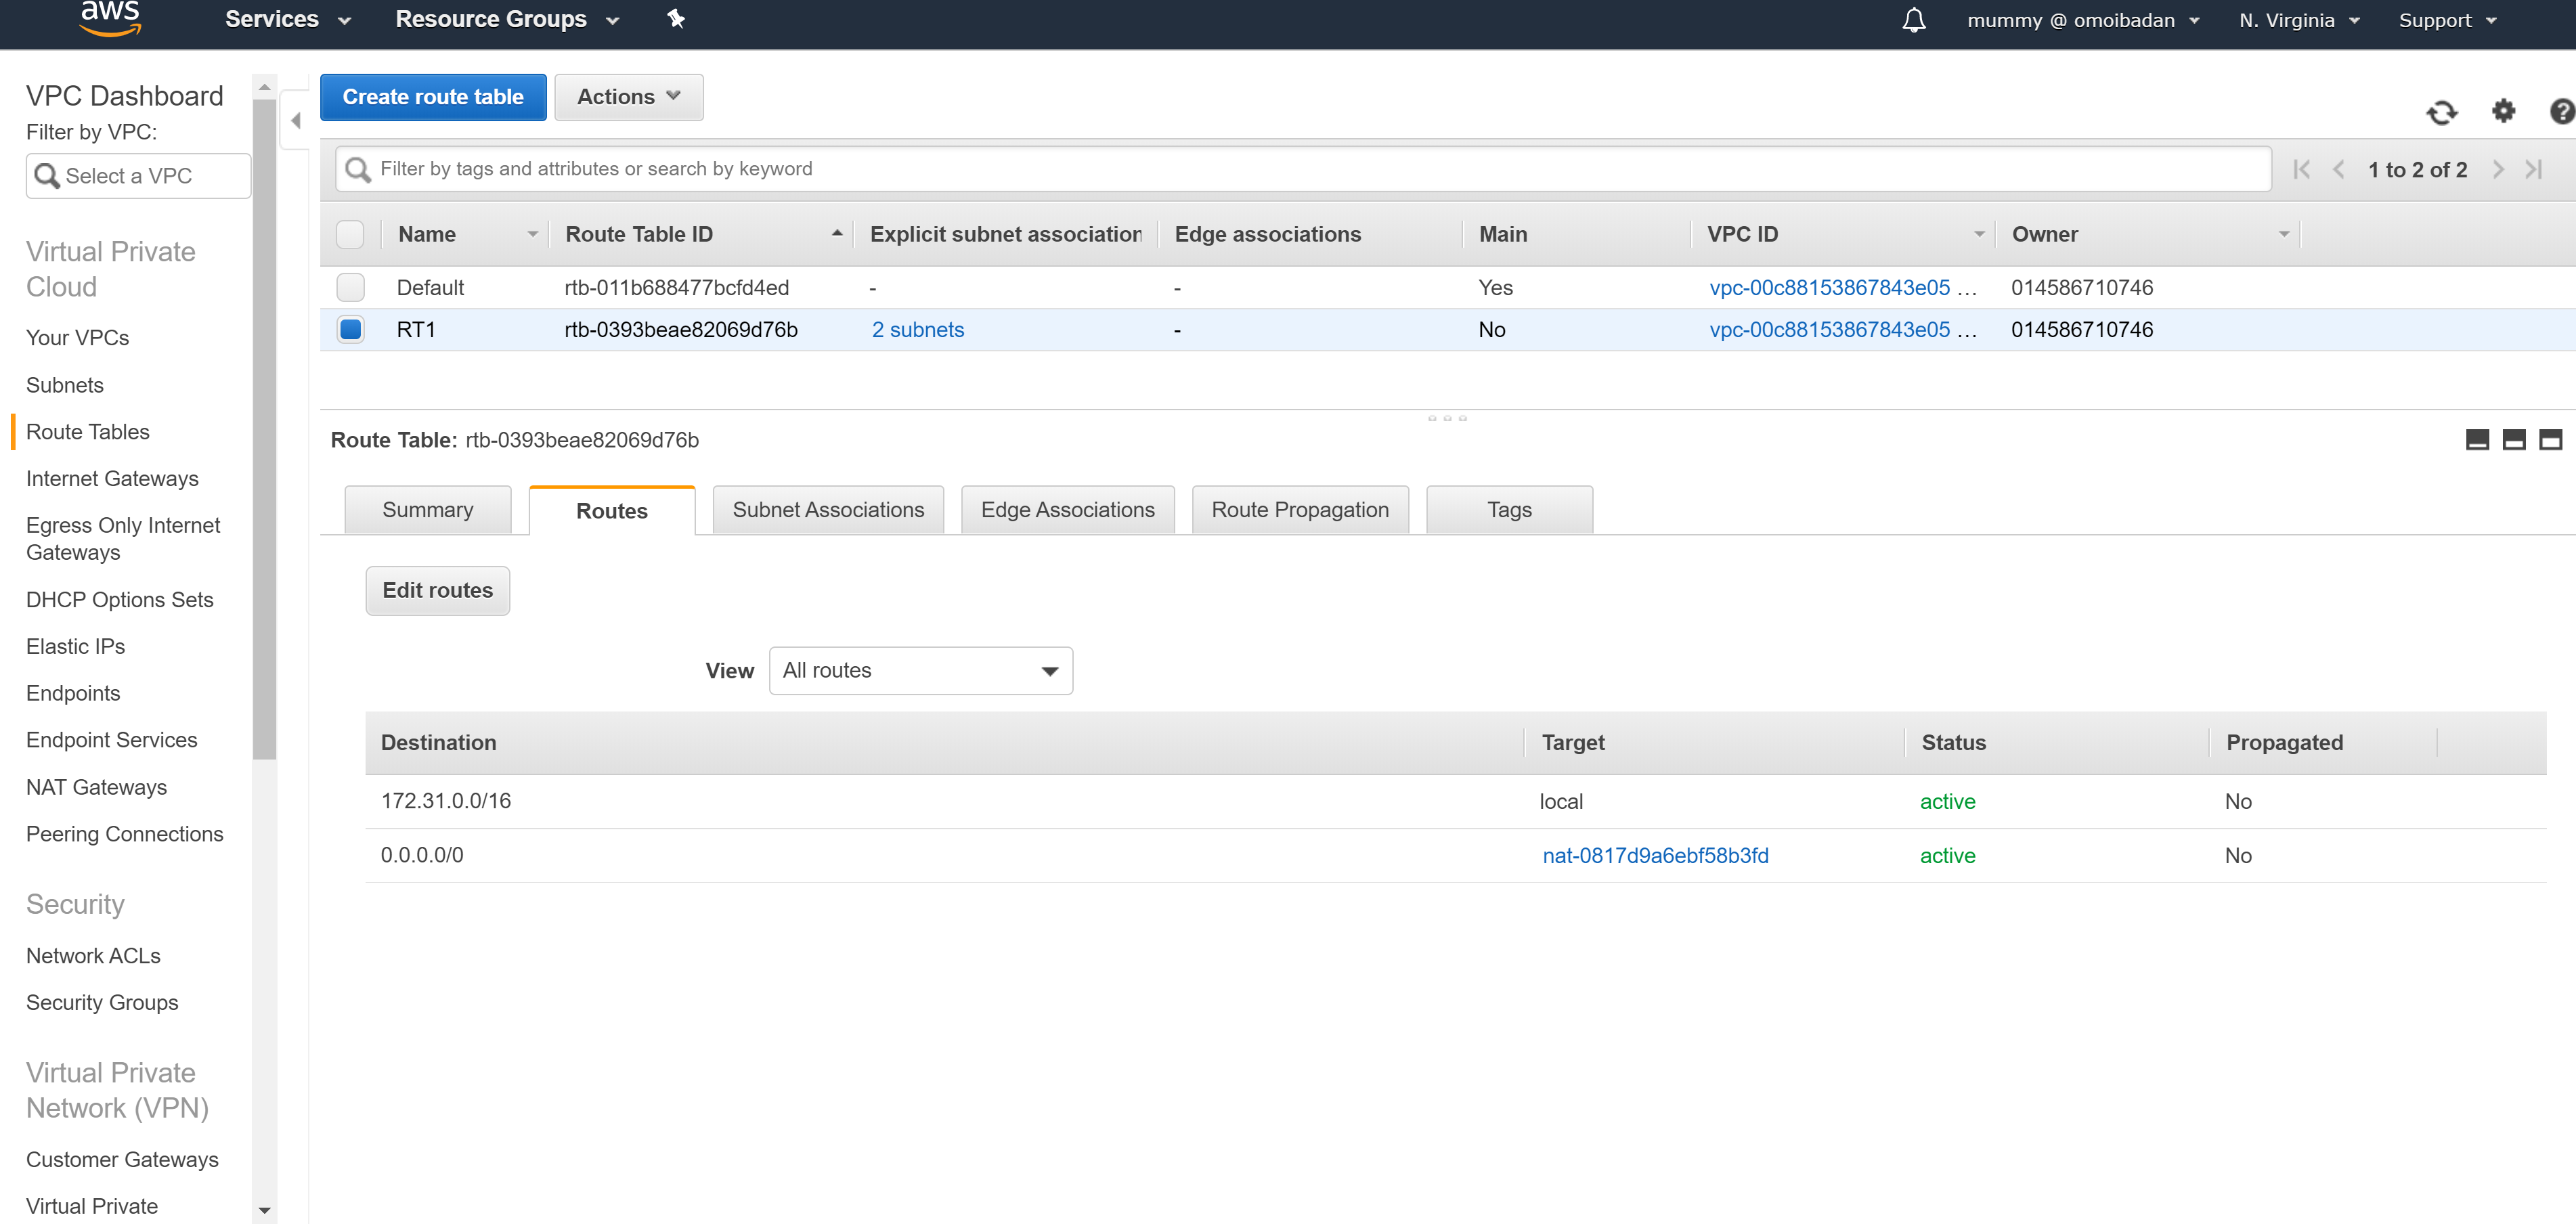 aws
Services
Resource Groups
mummy @ omoibadan
N. Virginia
Support
VPC Dashboard
Filter by VPC:
Select a VPC
Virtual Private
Cloud
Your VPCs
Subnets
Route Tables
Internet Gateways
Egress Only Internet
Gateways
DHCP Options Sets
Elastic IPs
Endpoints
Endpoint Services
NAT Gateways
Peering Connections
Security
Network ACLs
Security Groups
Virtual Private
Network (VPN)
Customer Gateways
Virtual Private
Create route table
Actions
?
Filter by tags and attributes or search by keyword
1 to 2 of 2
Name Route Table ID Explicit subnet association Edge associations Main VPC ID Owner
Default rtb-011b688477bcfd4ed - - Yes vpc-00c88153867843e05 ... 014586710746
RT1 rtb-0393beae82069d76b 2 subnets - No vpc-00c88153867843e05 ... 014586710746
Route Table: rtb-0393beae82069d76b
Summary Routes Subnet Associations Edge Associations Route Propagation Tags
Edit routes
View All routes
Destination Target Status Propagated
172.31.0.0/16 local active No
0.0.0.0/0 nat-0817d9a6ebf58b3fd active No